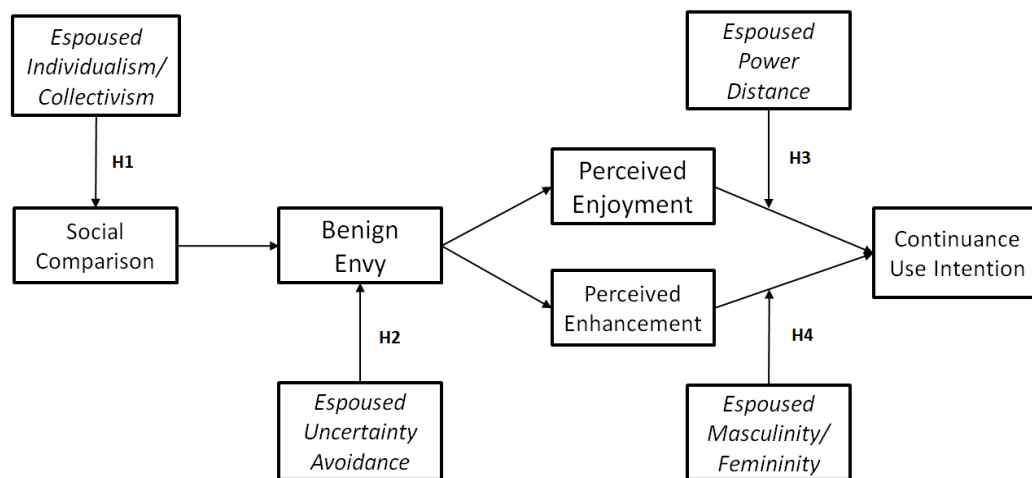 Espoused
Individualism/
Collectivism
Espoused
Power
Distance
H1
H3
Social
Comparison
Benign
Envy
Perceived
Enjoyment
Perceived
Enhancement
Continuance
Use Intention
H2
H4
Espoused
Uncertainty
Avoidance
Espoused
Masculinity/
Femininity